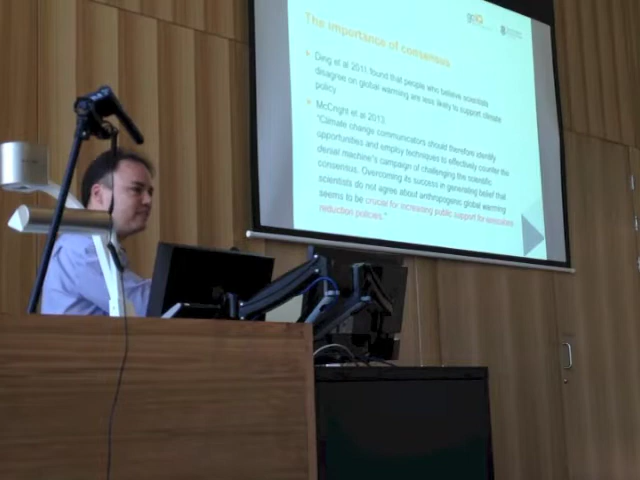 The importance of consensus
Ding et al 2011 found that people who believe scientists
disagree on global warming are less likely to support climate
policy
McCright et al 2013
"Climate change communicators should therefore identify
opportunities and employ techniques to effectively counter the
denial machine's campaign of challenging the scientific
consensus. Overcoming its success in generating belief that
scientists do not agree about anthropogenic global warming
seems to be crucial for increasing public support for emissions
reduction policies."